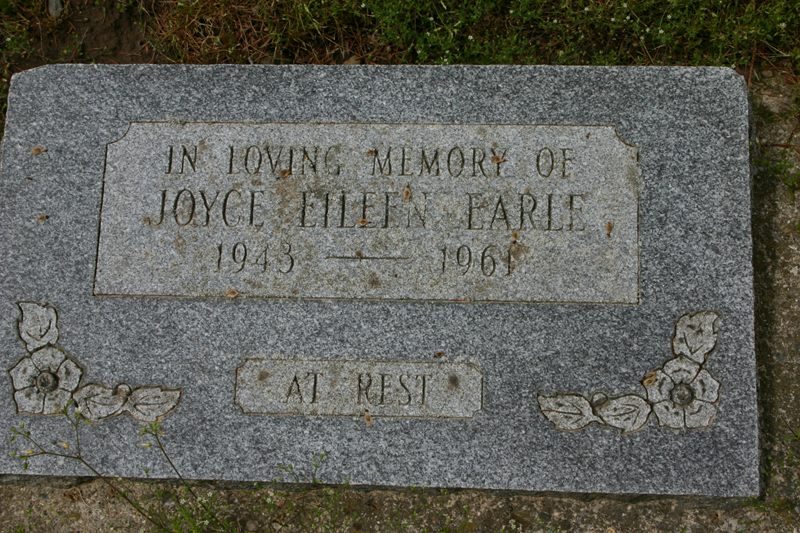 IN LOVING MEMORY OF
JOYCE EILEEN EARLE
1943 — 1961
AT REST